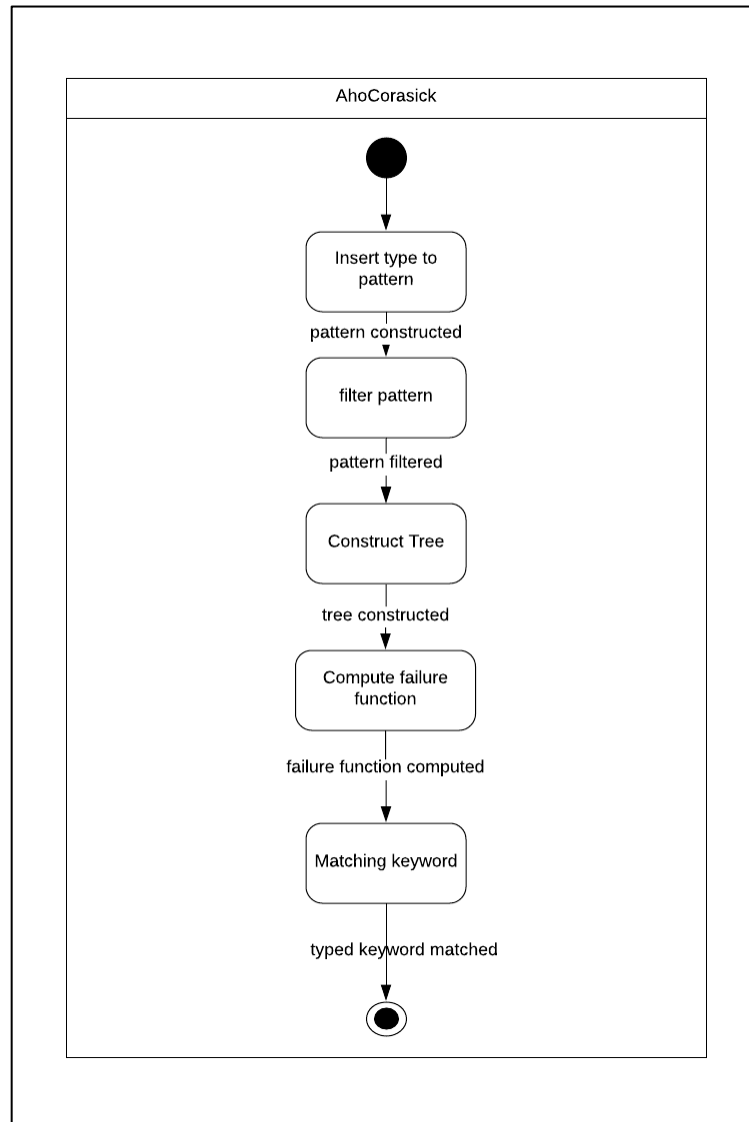 AhoCorasick
Insert type to
pattern
pattern constructed
filter pattern
pattern filtered
Construct Tree
tree constructed
Compute failure
function
failure function computed
Matching keyword
typed keyword matched